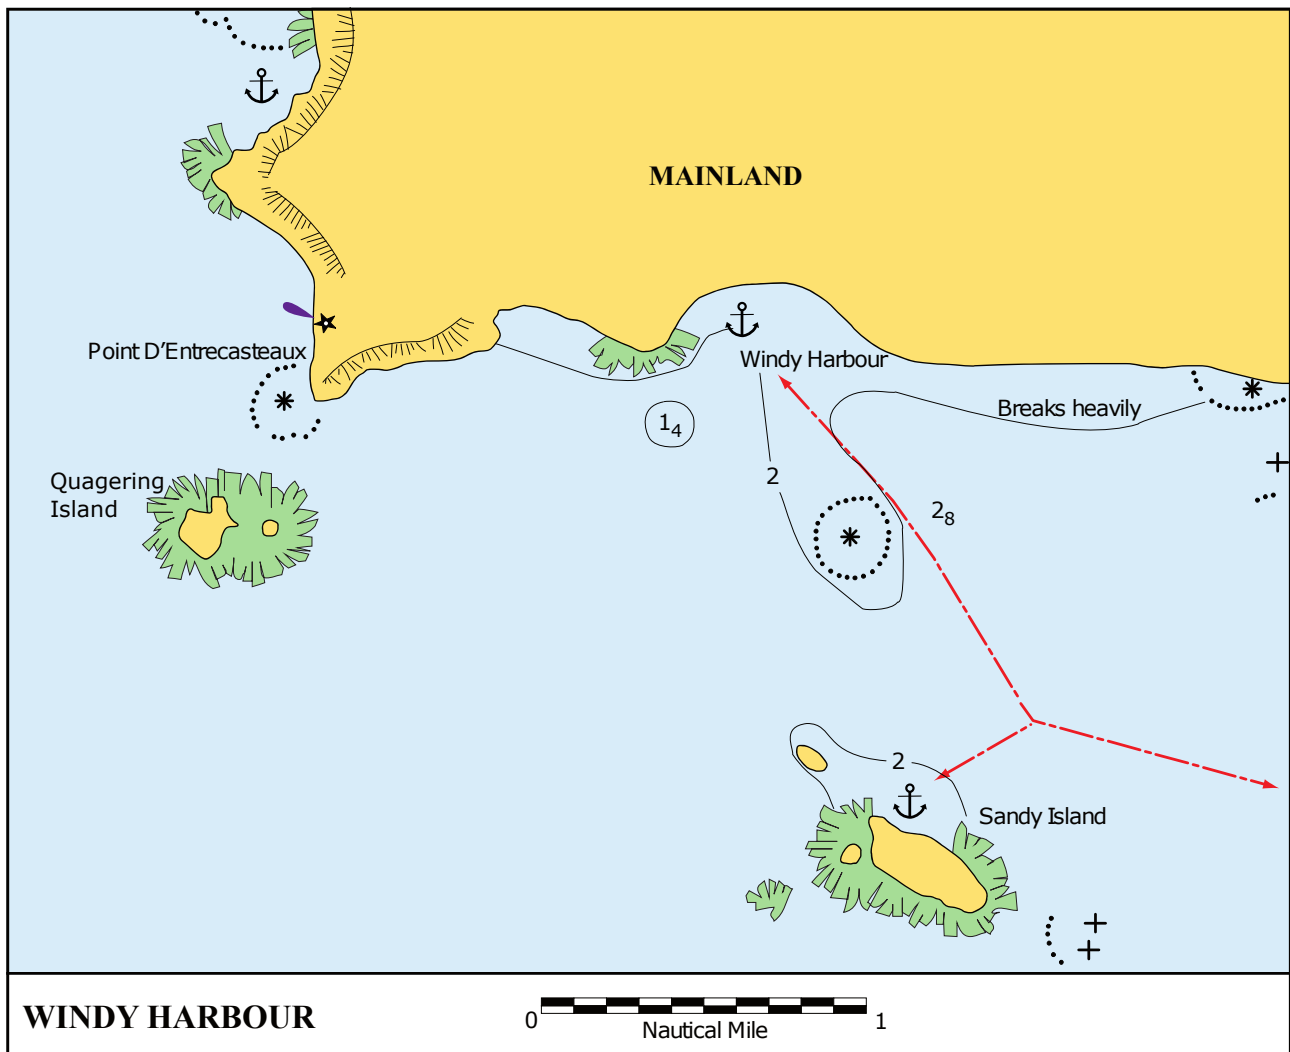 MAINLAND
Point D'Entrecasteaux
Windy Harbour
Breaks heavily
1₄
Quagering
Island
2
2₈
2
Sandy Island
WINDY HARBOUR
0
1
Nautical Mile